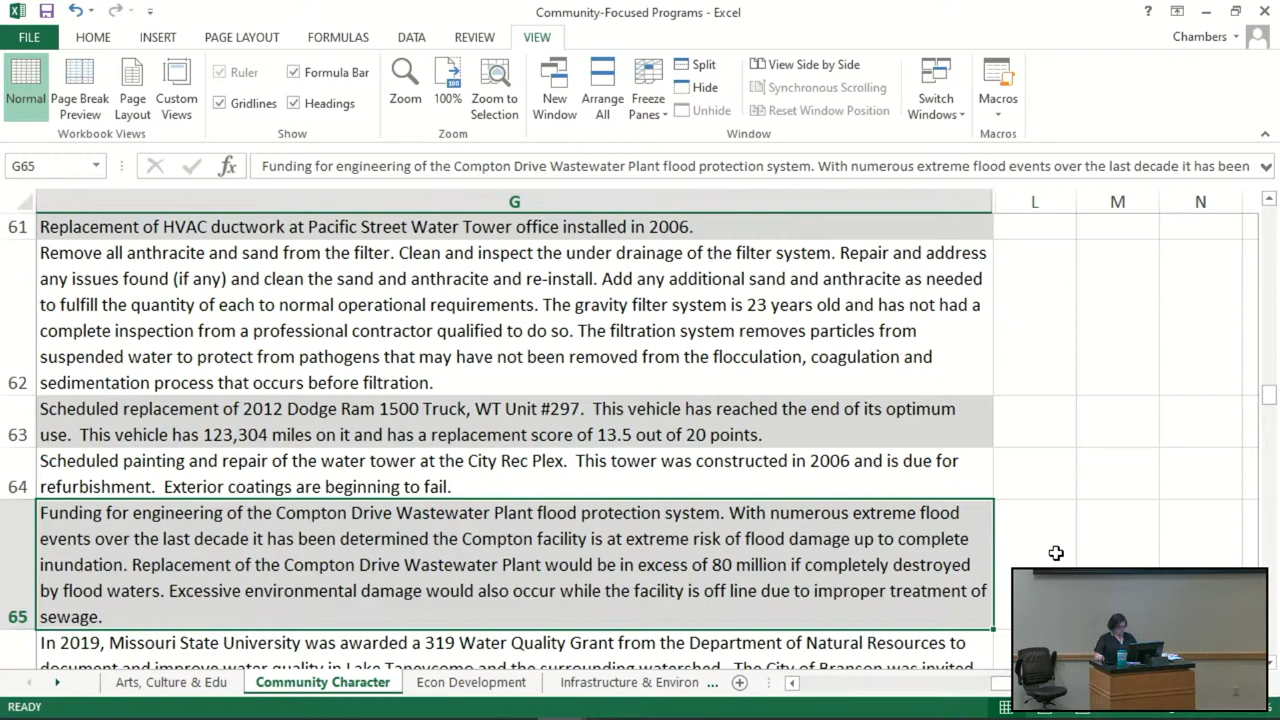 Community-Focused Programs - Excel
?
FILE HOME INSERT PAGE LAYOUT FORMULAS DATA REVIEW VIEW Chambers
Normal
Page Break Preview
Page Layout
Custom Views
Ruler Formula Bar
Gridlines Headings
Zoom
100%
Zoom to Selection
New Window
Arrange All
Freeze Panes
Split
Hide
Unhide
View Side by Side
Synchronous Scrolling
Reset Window Position
Switch Windows
Macros
Workbook Views Show Zoom Window Macros
G65 fx Funding for engineering of the Compton Drive Wastewater Plant flood protection system. With numerous extreme flood events over the last decade it has been
G L M N
61 Replacement of HVAC ductwork at Pacific Street Water Tower office installed in 2006.
Remove all anthracite and sand from the filter. Clean and inspect the under drainage of the filter system. Repair and address
any issues found (if any) and clean the sand and anthracite and re-install. Add any additional sand and anthracite as needed
to fulfill the quantity of each to normal operational requirements. The gravity filter system is 23 years old and has not had a
complete inspection from a professional contractor qualified to do so. The filtration system removes particles from
suspended water to protect from pathogens that may have not been removed from the flocculation, coagulation and
62 sedimentation process that occurs before filtration.
Scheduled replacement of 2012 Dodge Ram 1500 Truck, WT Unit #297. This vehicle has reached the end of its optimum
63 use. This vehicle has 123,304 miles on it and has a replacement score of 13.5 out of 20 points.
Scheduled painting and repair of the water tower at the City Rec Plex. This tower was constructed in 2006 and is due for
64 refurbishment. Exterior coatings are beginning to fail.
Funding for engineering of the Compton Drive Wastewater Plant flood protection system. With numerous extreme flood
events over the last decade it has been determined the Compton facility is at extreme risk of flood damage up to complete
inundation. Replacement of the Compton Drive Wastewater Plant would be in excess of 80 million if completely destroyed
by flood waters. Excessive environmental damage would also occur while the facility is off line due to improper treatment of
65 sewage.
In 2019, Missouri State University was awarded a 319 Water Quality Grant from the Department of Natural Resources to
document and improve water quality in Lake Taneycomo and the surrounding watershed. The City of Branson was invited
Arts, Culture & Edu Community Character Econ Development Infrastructure & Environ ...
READY